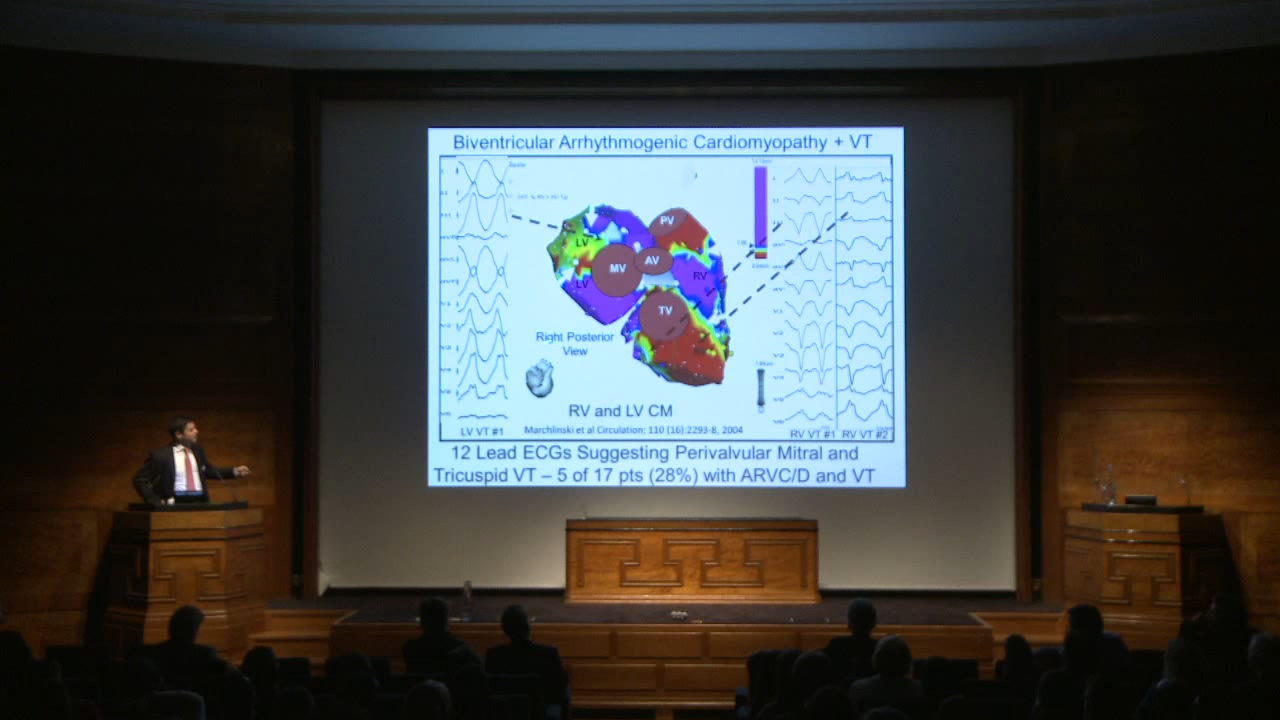 Biventricular Arrhythmogenic Cardiomyopathy + VT
PV
LV
AV
MV
RV
LV
TV
Right Posterior
View
RV and LV CM
Marchlinski et al Circulation; 110 (16):2293-8, 2004
LV VT #1
RV VT #1
RV VT #2
12 Lead ECGs Suggesting Perivalvular Mitral and
Tricuspid VT – 5 of 17 pts (28%) with ARVC/D and VT